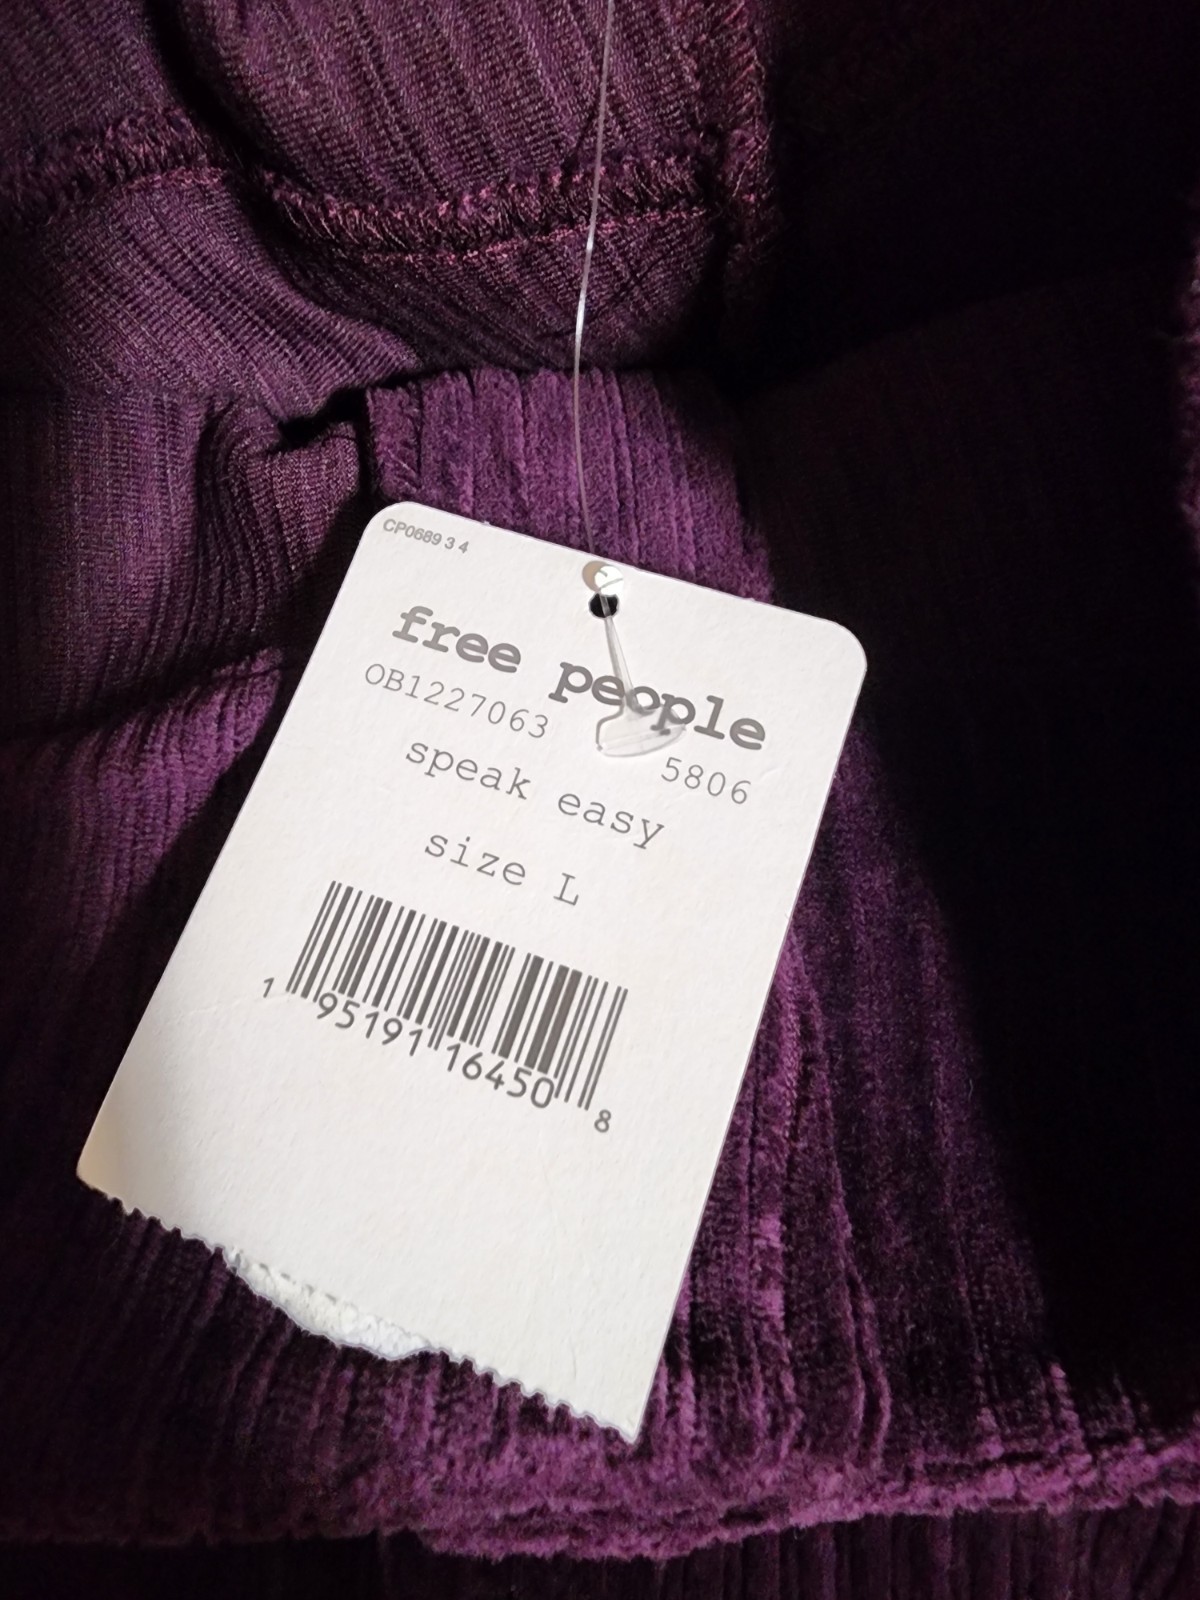 CP0689 3 4
free people
OB1227063 5806
speak easy
size L
1 95191 16450 8